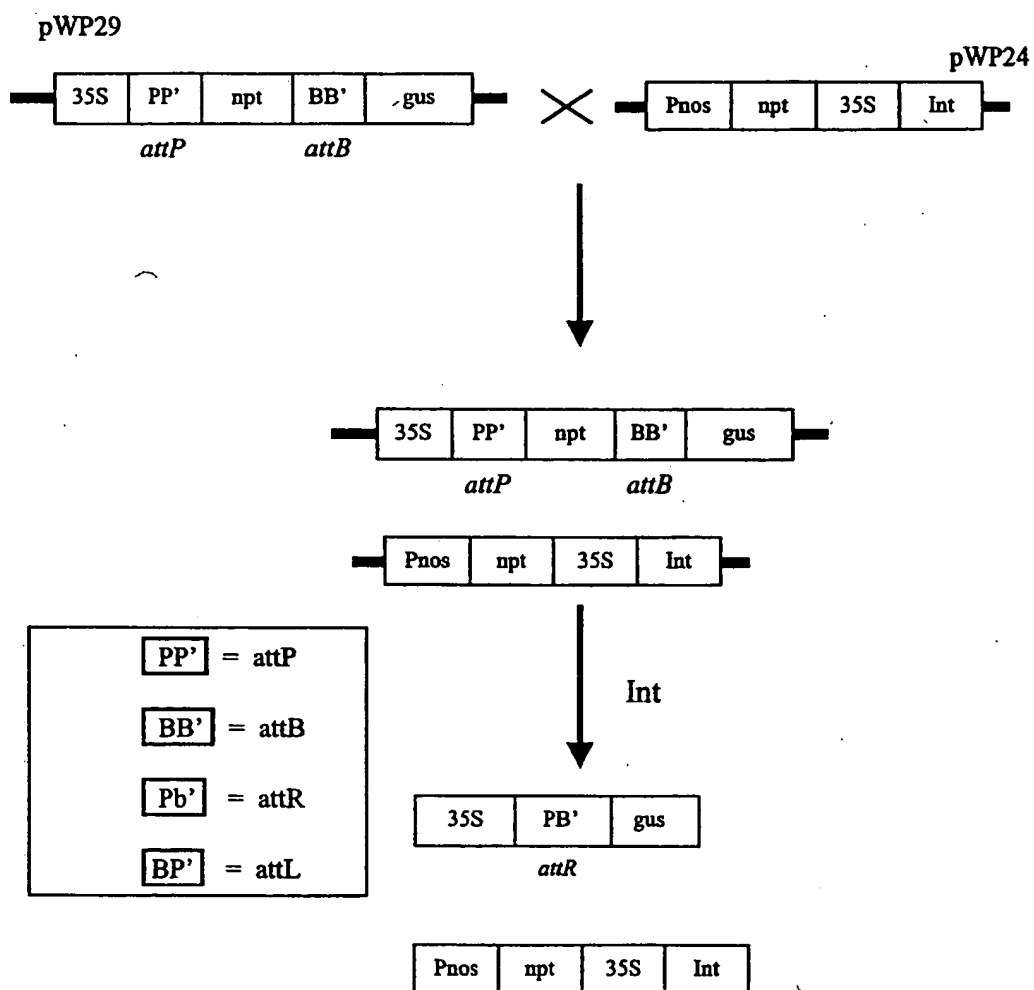 pWP29
pWP24
35S PP' npt BB' gus
Pnos npt 35S Int
attP attB
35S PP' npt BB' gus
attP attB
Pnos npt 35S Int
PP' = attP
BB' = attB
Pb' = attR
BP' = attL
Int
35S PB' gus
attR
Pnos npt 35S Int